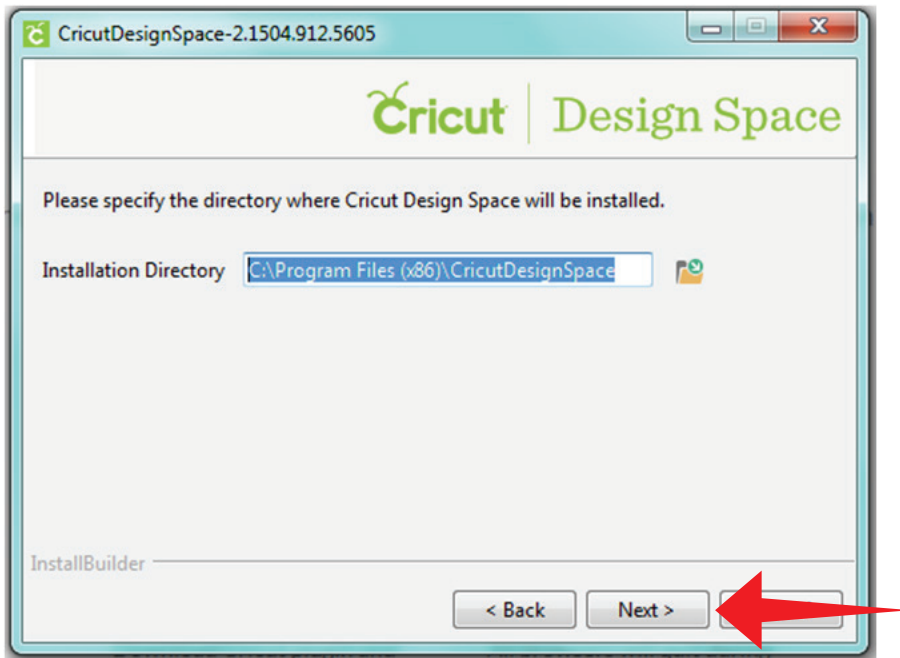 CricutDesignSpace-2.1504.912.5605
Cricut Design Space
Please specify the directory where Cricut Design Space will be installed.
Installation Directory C:\Program Files (x86)\CricutDesignSpace
InstallBuilder
< Back Next >